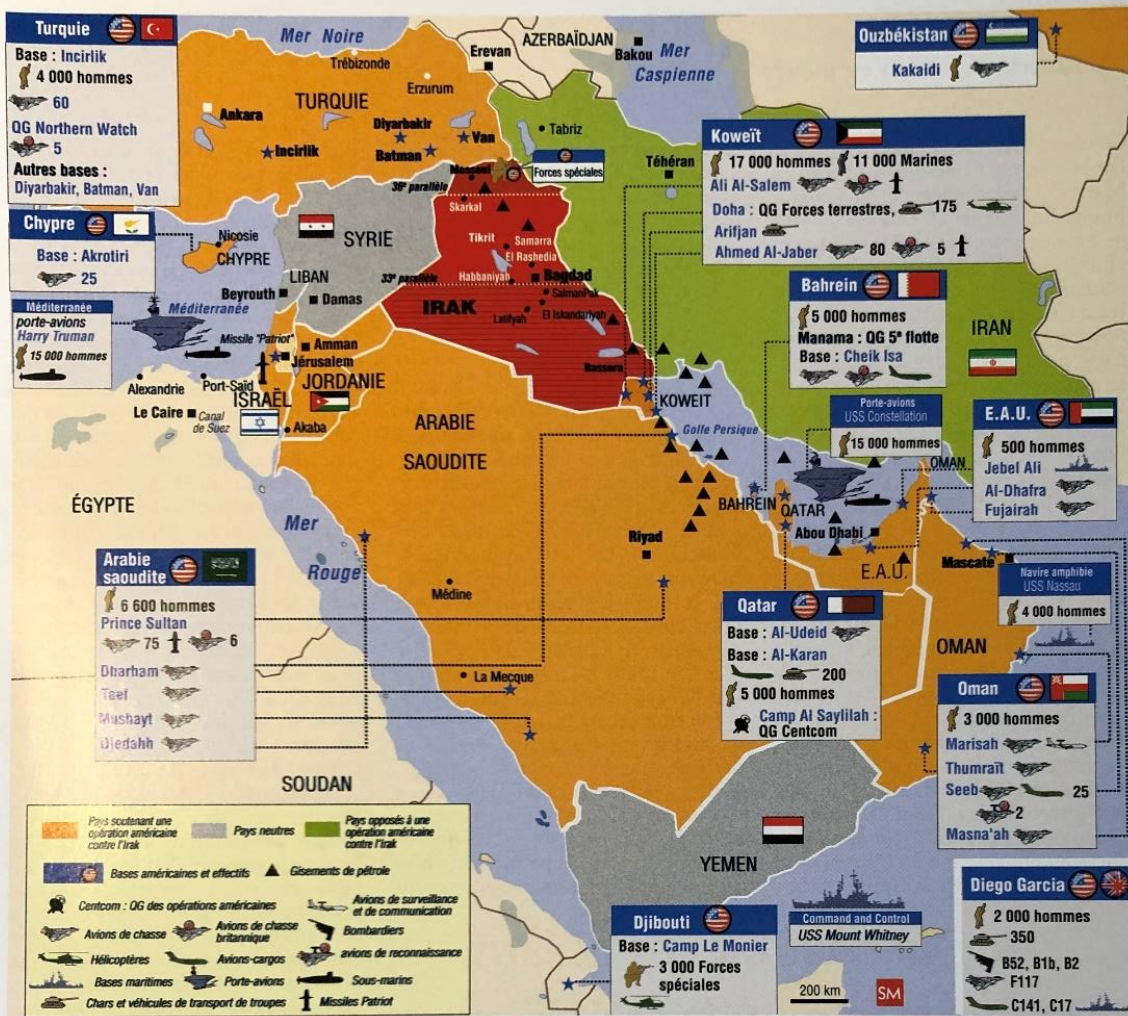 Turquie
Base : Incirlik
4 000 hommes
60
QG Northern Watch
5
Autres bases :
Diyarbakir, Batman, Van
Chypre
Base : Akrotiri
25
Méditerranée
porte-avions
Harry Truman
15 000 hommes
Mer Noire
Trébizonde
Erzurum
Ankara
TURQUIE
Diyarbakir
Van
Incirlik
Batman
Erevan
AZERBAÏDJAN
Bakou
Mer
Caspienne
Tabriz
Téhéran
Ouzbékistan
Kakaidi
Forces spéciales
Mossoul
36e parallèle
Skarkal
Tikrit
Samarra
El Rashedia
33e parallèle
Habbaniyah
Bagdad
SalmanPak
IRAK
Latifyah
El Iskandariyah
Bassora
Nicosie
CHYPRE
SYRIE
LIBAN
Beyrouth
Damas
Méditerranée
Missile "Patriot"
Amman
Jérusalem
JORDANIE
ISRAËL
Akaba
Alexandrie
Port-Saïd
Le Caire
Canal
de Suez
ÉGYPTE
Koweït
17 000 hommes 11 000 Marines
Ali Al-Salem
Doha : QG Forces terrestres, 175
Arifjan
Ahmed Al-Jaber 80 5
Bahrein
5 000 hommes
Manama : QG 5e flotte
Base : Cheik Isa
IRAN
Porte-avions
USS Constellation
15 000 hommes
E.A.U.
500 hommes
Jebel Ali
Al-Dhafra
Fujairah
KOWEIT
Golfe Persique
ARABIE
SAOUDITE
BAHREIN
QATAR
OMAN
Abou Dhabi
E.A.U.
Mascate
Riyad
Mer
Rouge
Médine
La Mecque
Arabie
saoudite
6 600 hommes
Prince Sultan
75 6
Dharham
Taef
Mushayt
Djedahh
Qatar
Base : Al-Udeid
Base : Al-Karan
200
5 000 hommes
Camp Al Saylilah :
QG Centcom
Navire amphibie
USS Nassau
4 000 hommes
OMAN
Oman
3 000 hommes
Marisah
Thumraït
Seeb 25
2
Masna'ah
SOUDAN
YEMEN
Pays soutenant une
opération américaine
contre l'Irak
Pays neutres
Pays opposés à une
opération américaine
contre l'Irak
Bases américaines et effectifs
Gisements de pétrole
Centcom : QG des opérations américaines
Avions de surveillance
et de communication
Avions de chasse
Avions de chasse
britannique
Bombardiers
Hélicoptères
Avions-cargos
avions de reconnaissance
Bases maritimes
Porte-avions
Sous-marins
Chars et véhicules de transport de troupes
Missiles Patriot
Djibouti
Base : Camp Le Monier
3 000 Forces
spéciales
Command and Control
USS Mount Whitney
200 km
SM
Diego Garcia
2 000 hommes
350
B52, B1b, B2
F117
C141, C17